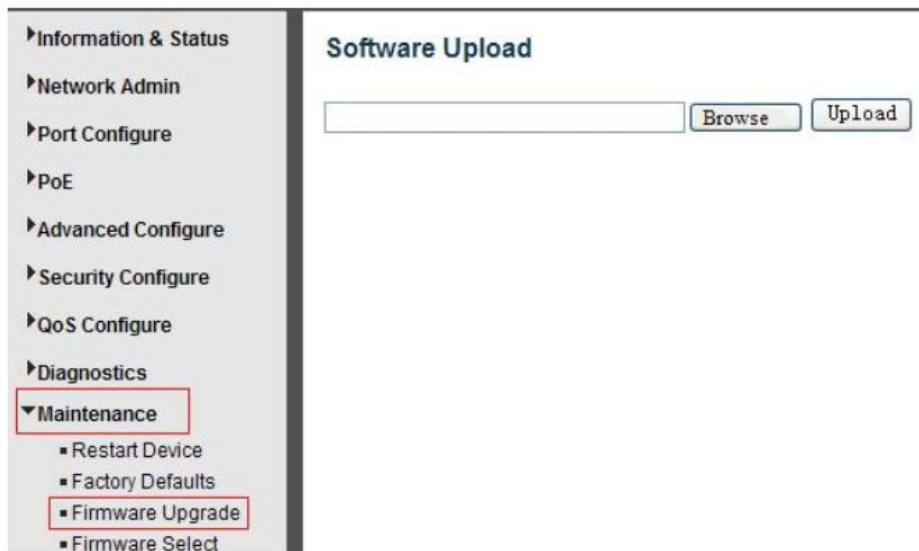 Information & Status
Network Admin
Port Configure
PoE
Advanced Configure
Security Configure
QoS Configure
Diagnostics
Maintenance
Restart Device
Factory Defaults
Firmware Upgrade
Firmware Select
Software Upload
Browse
Upload